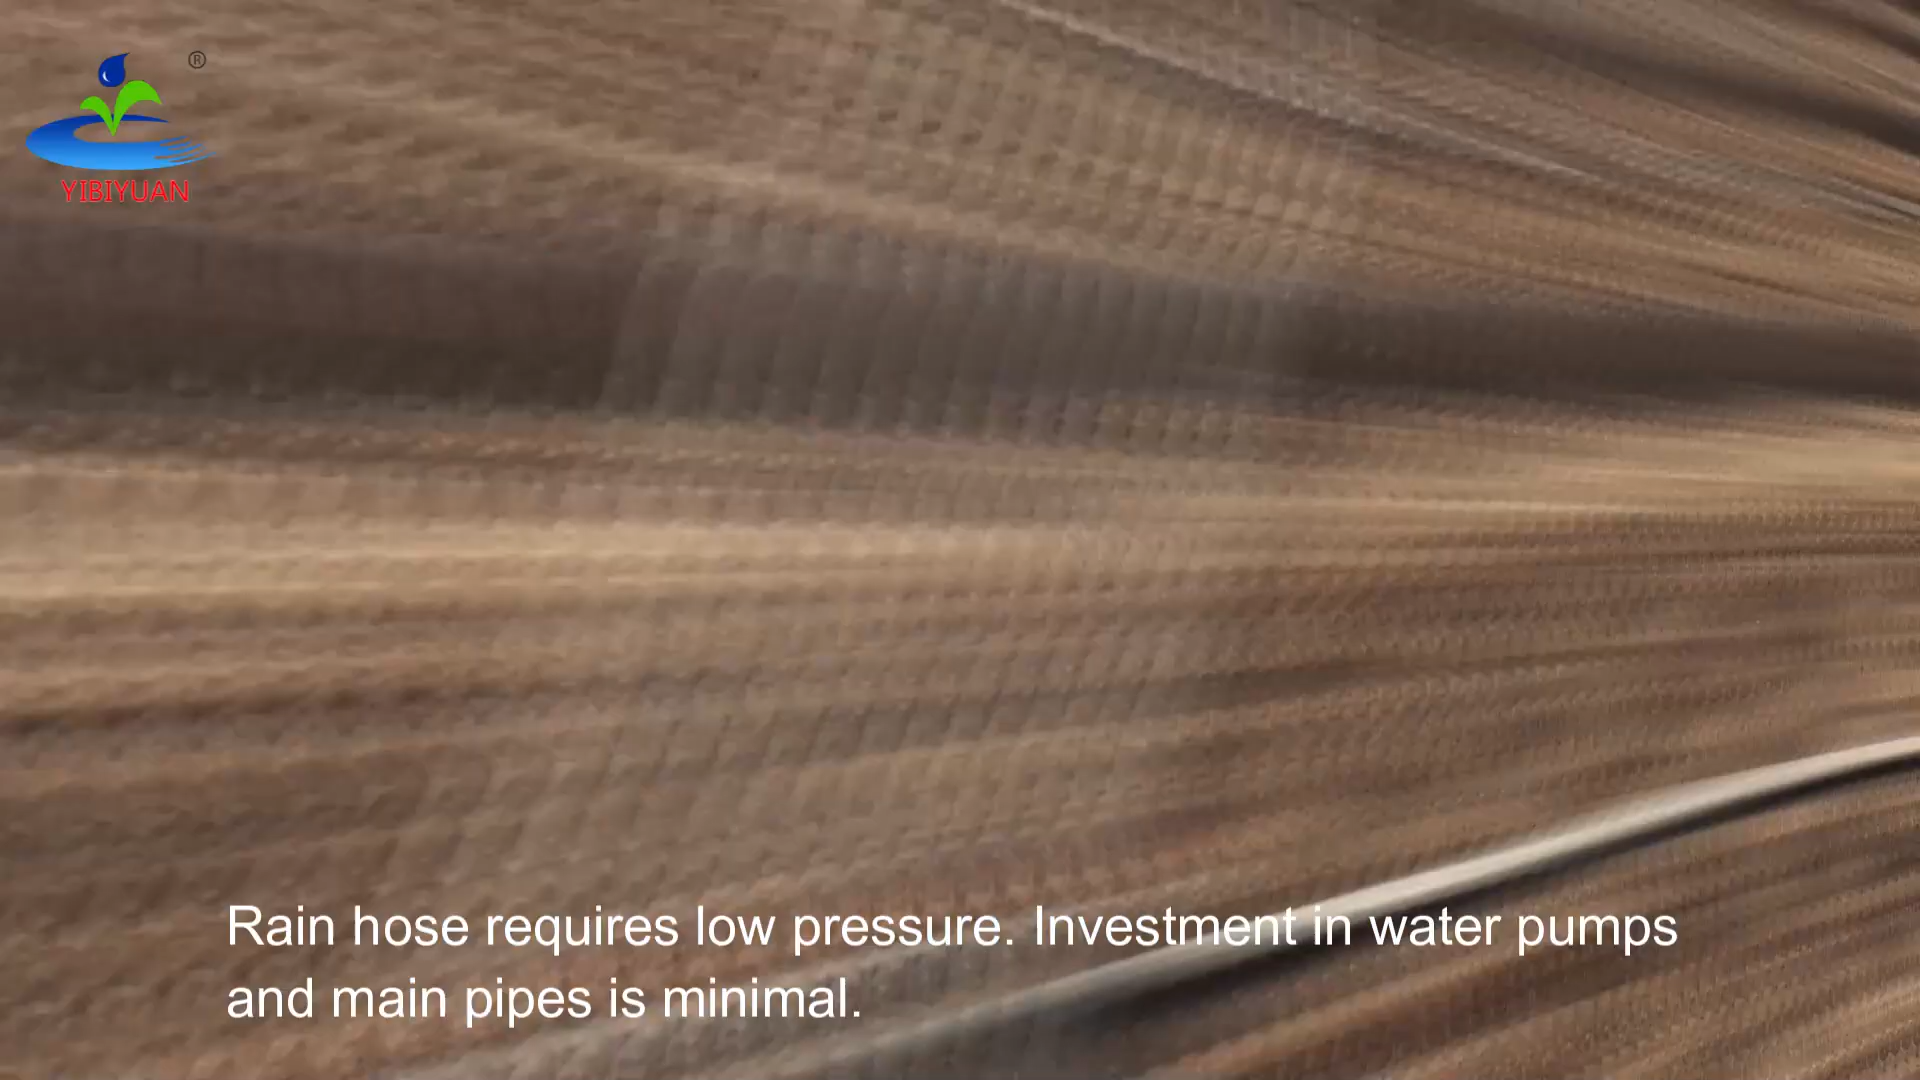 ®
YIBIYUAN
Rain hose requires low pressure. Investment in water pumps
and main pipes is minimal.